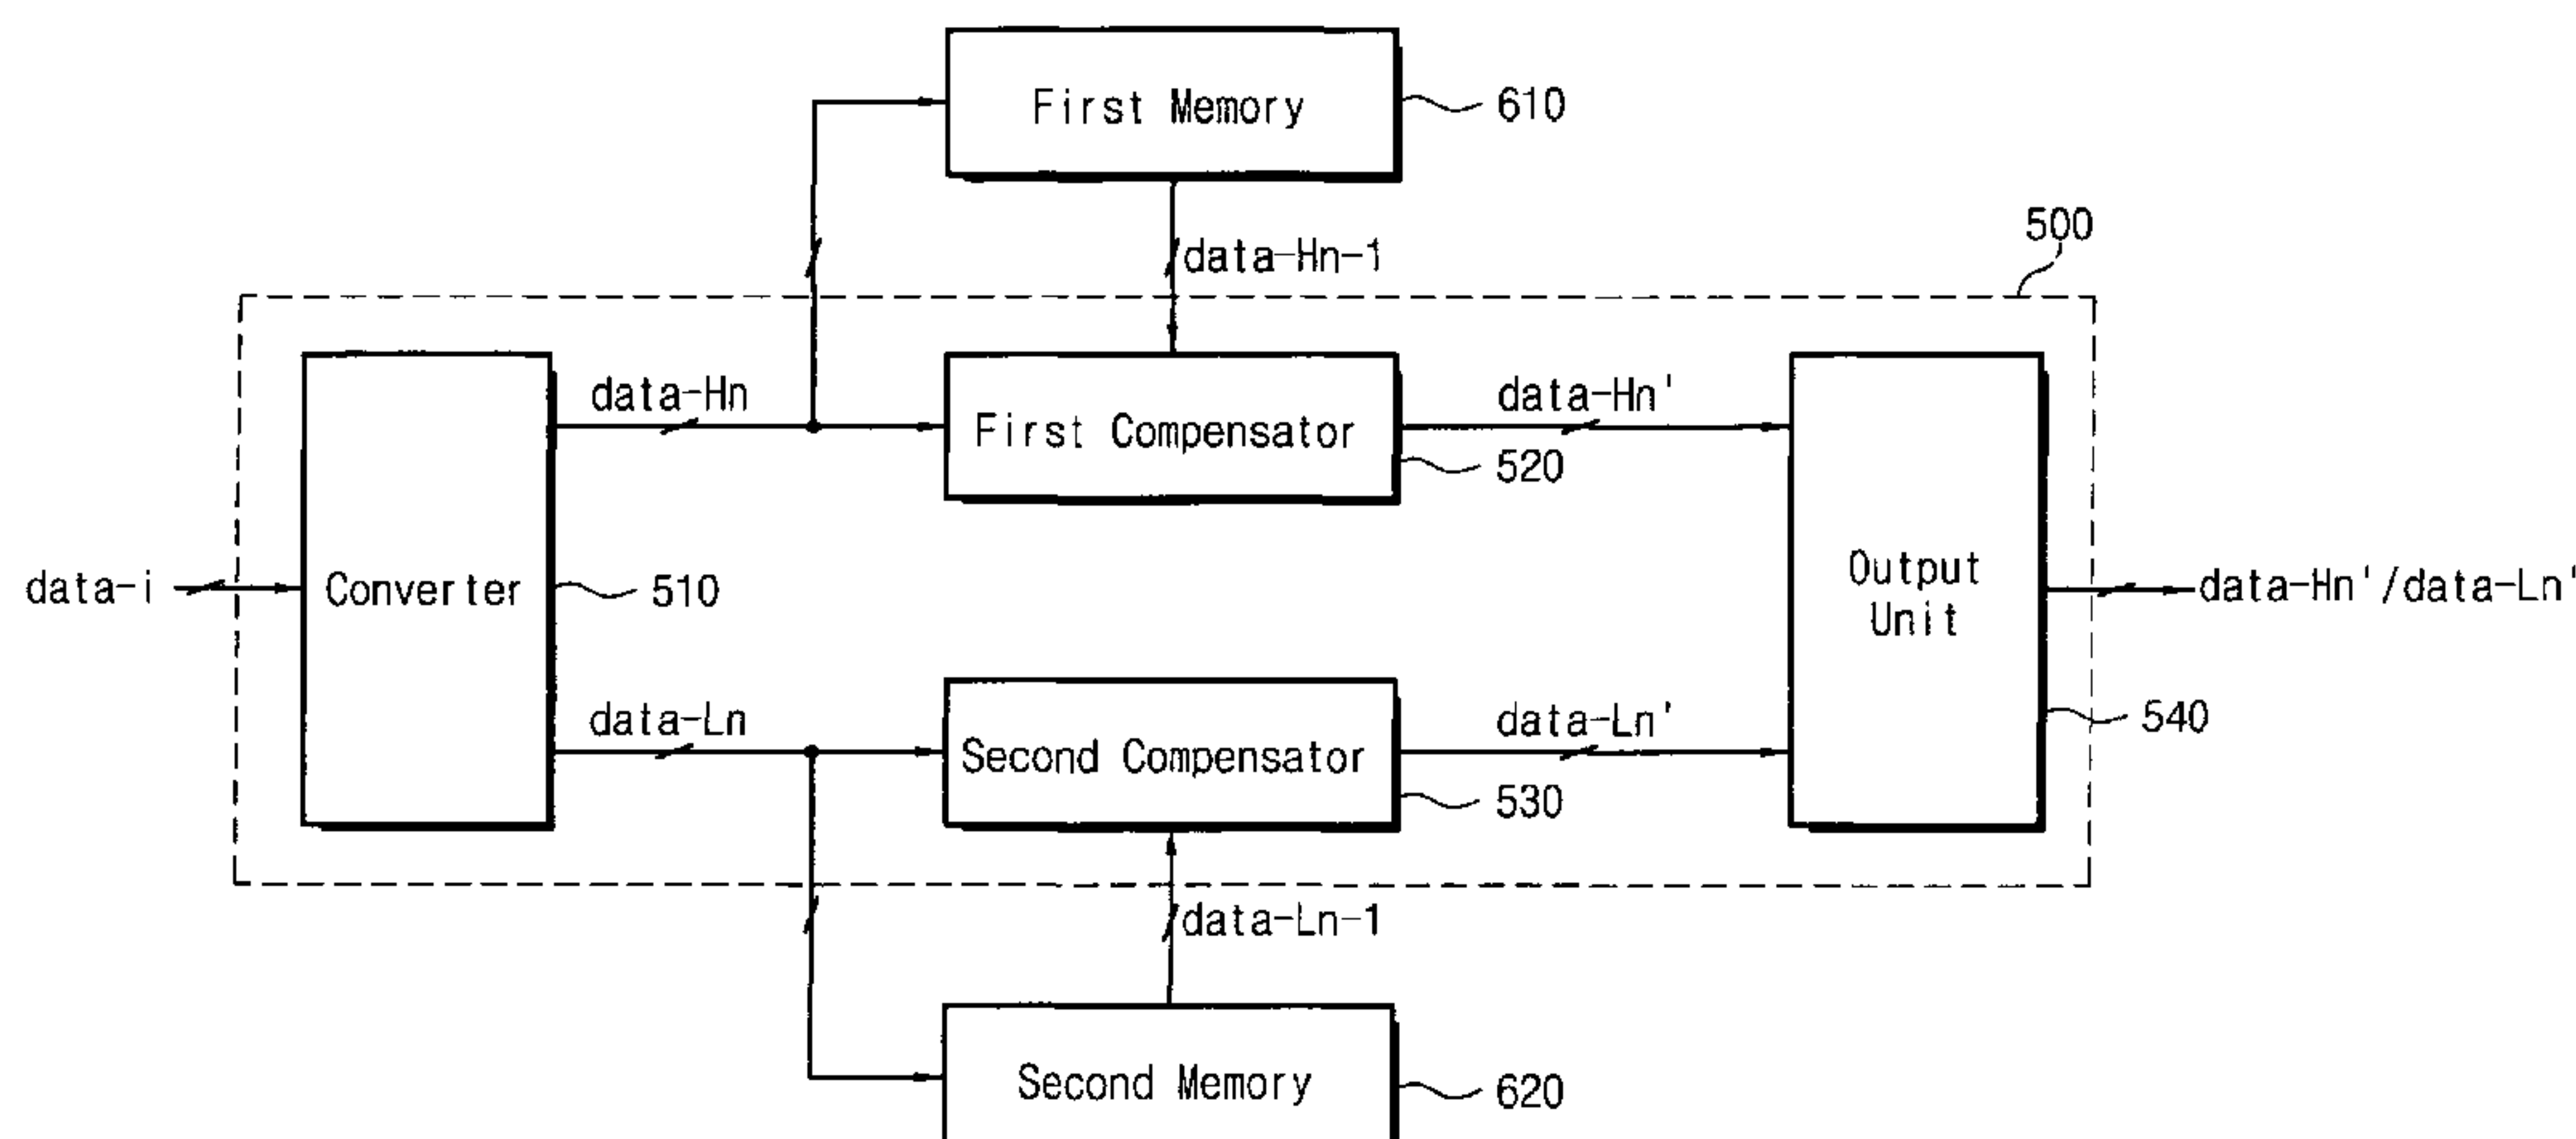 First Memory
610
data-Hn-1
500
data-Hn
First Compensator
520
data-Hn'
data-i
Converter
510
Output
Unit
data-Hn'/data-Ln'
data-Ln
Second Compensator
530
data-Ln'
540
data-Ln-1
Second Memory
620